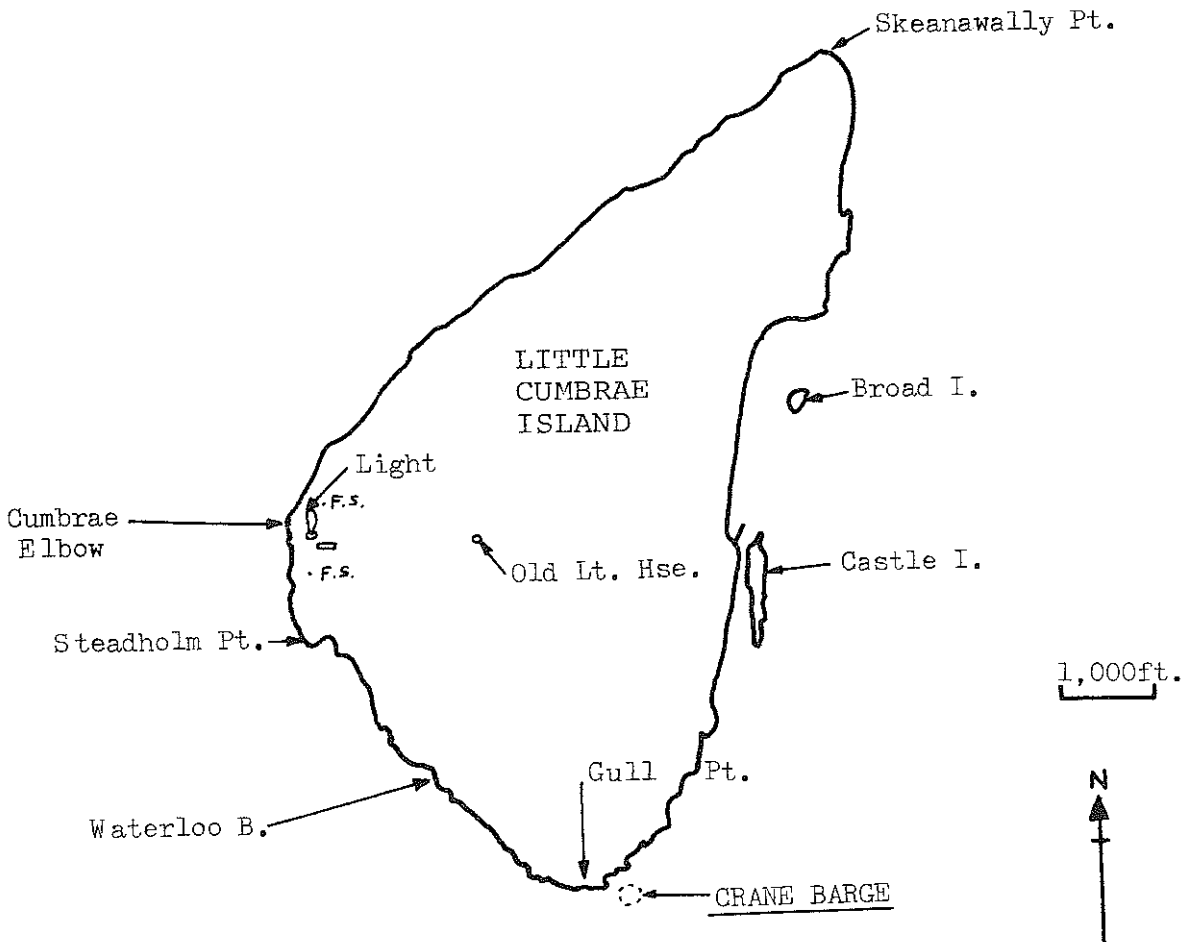 Skeanawally Pt.
LITTLE
CUMBRAE
ISLAND
Broad I.
Light
F.S.
Cumbrae
Elbow
Old Lt. Hse.
Castle I.
F.S.
Steadholm Pt.
1,000ft.
Gull Pt.
N
Waterloo B.
CRANE BARGE